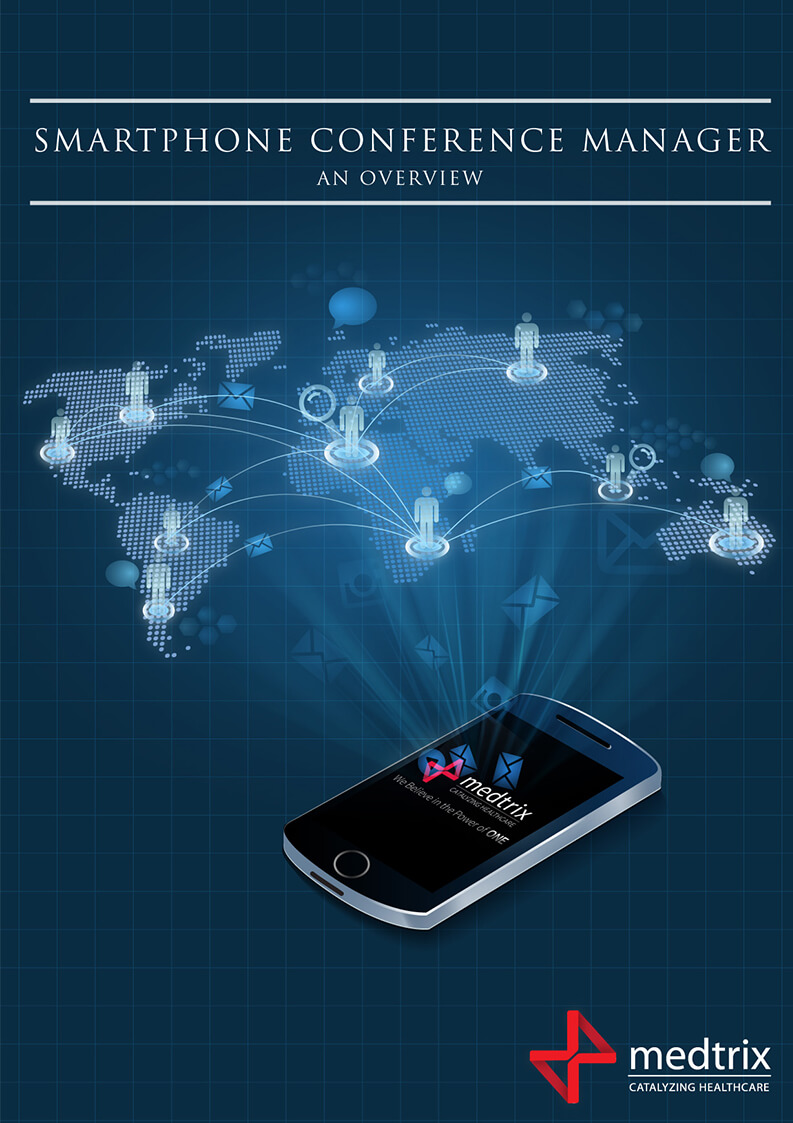 SMARTPHONE CONFERENCE MANAGER
AN OVERVIEW
medtrix
CATALYZING HEALTHCARE
We Believe in the Power of ONE
medtrix
CATALYZING HEALTHCARE